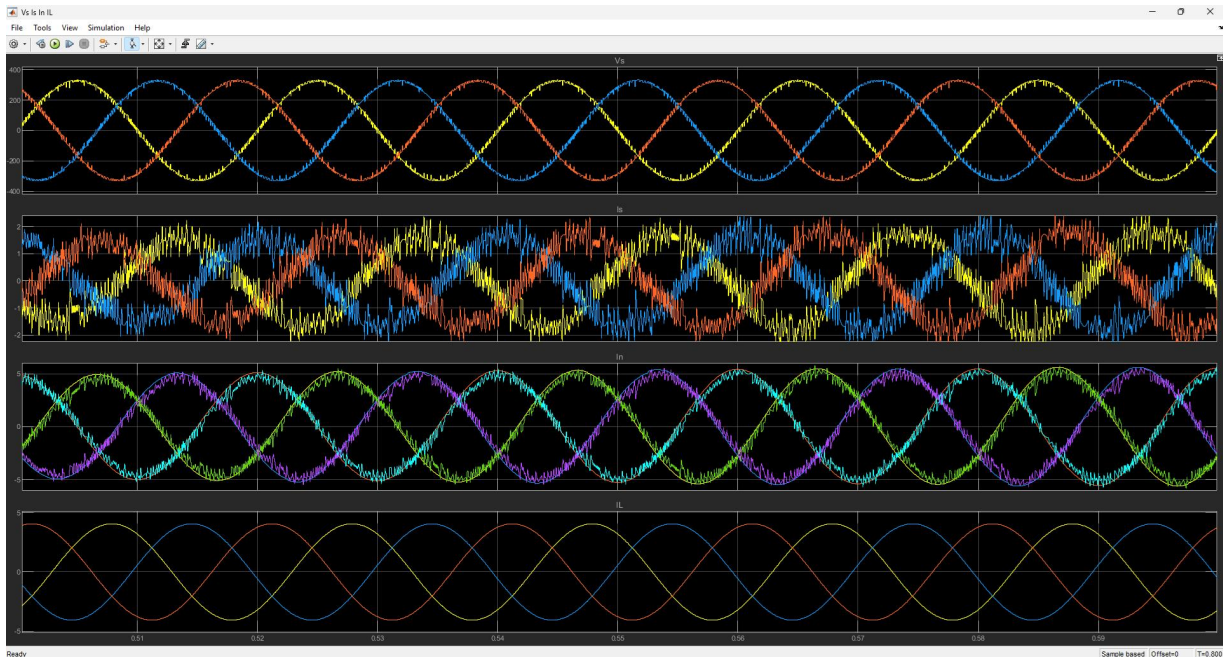 Vs Is In IL
File Tools View Simulation Help
Vs
400
200
0
-200
-400
Is
2
1
0
-1
-2
In
5
0
-5
IL
5
0
-5
0.51 0.52 0.53 0.54 0.55 0.56 0.57 0.58 0.59
Ready
Sample based Offset=0 T=0.800